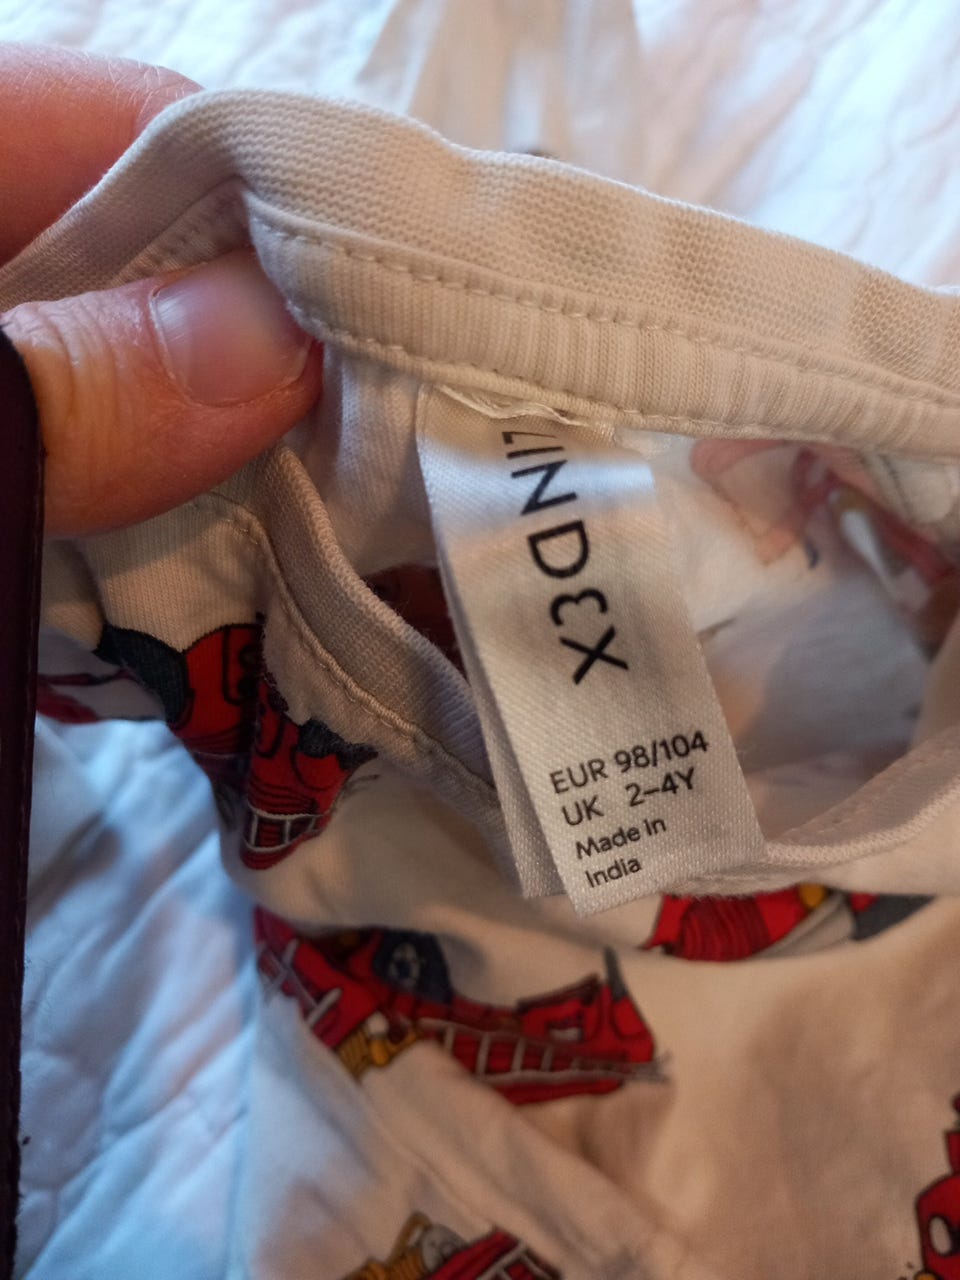 LINDEX
EUR 98/104
UK 2–4Y
Made in
India